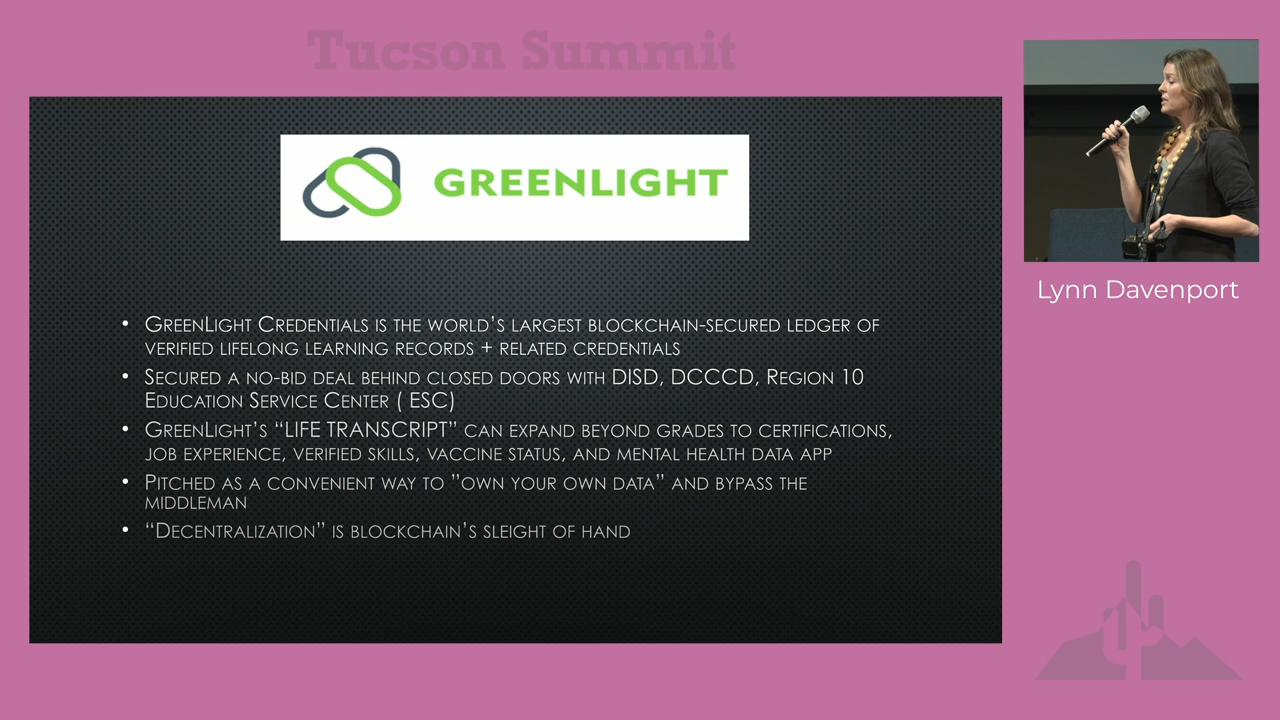 Tucson Summit
GREENLIGHT
• GreenLight Credentials is the world's largest blockchain-secured ledger of
verified lifelong learning records + related credentials
• Secured a no-bid deal behind closed doors with DISD, DCCCD, Region 10
Education Service Center ( ESC)
• GreenLight's “LIFE TRANSCRIPT” can expand beyond grades to certifications,
job experience, verified skills, vaccine status, and mental health data app
• Pitched as a convenient way to ”own your own data” and bypass the
middleman
• “Decentralization” is blockchain's sleight of hand
Lynn Davenport